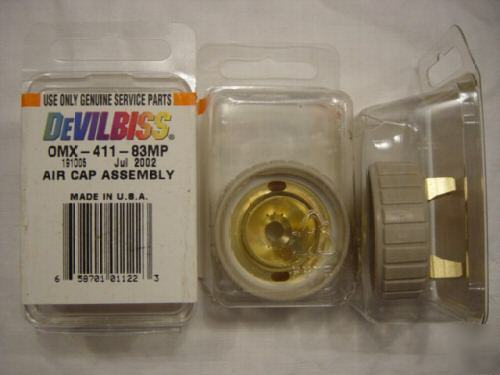 USE ONLY GENUINE SERVICE PARTS
DEVILBISS®
OMX-411-83MP
191005 Jul 2002
AIR CAP ASSEMBLY
MADE IN U.S.A.
6 58701 01122 3